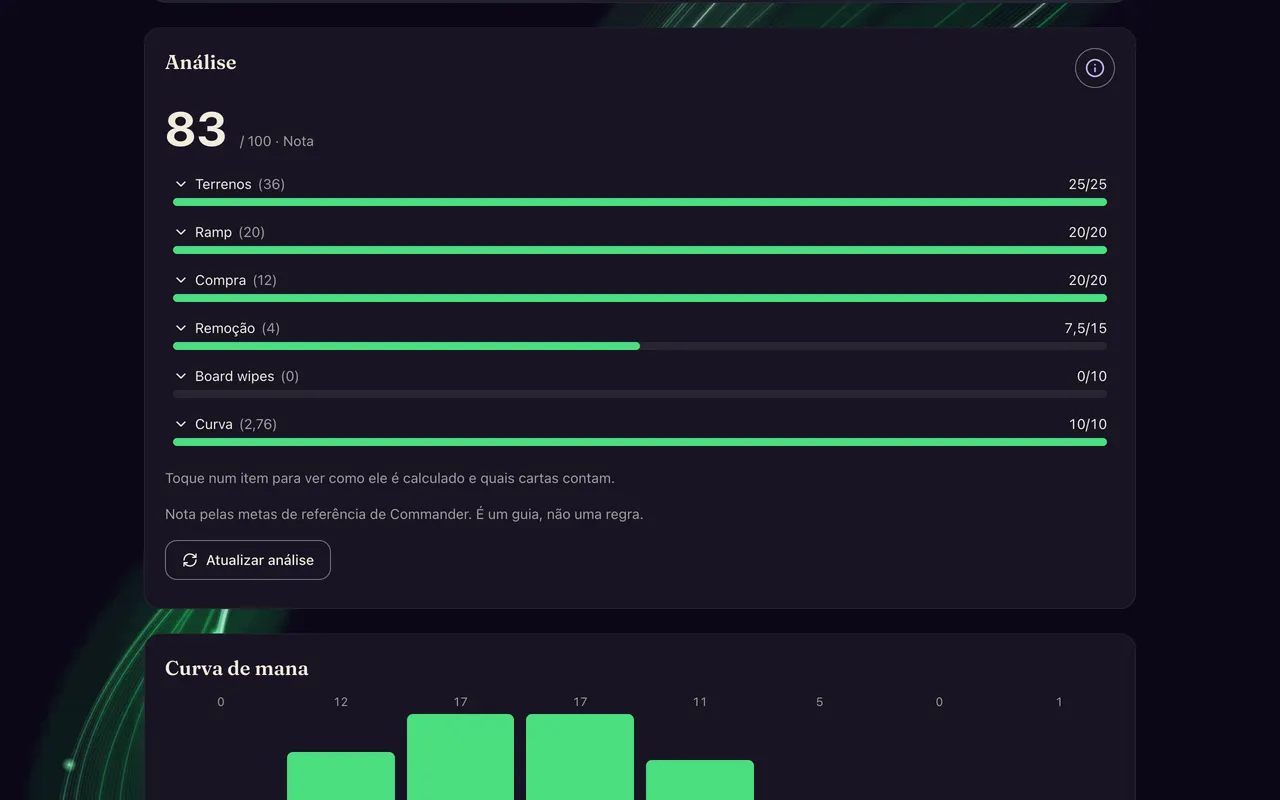 Análise
83 / 100 · Nota
Terrenos (36) 25/25
Ramp (20) 20/20
Compra (12) 20/20
Remoção (4) 7,5/15
Board wipes (0) 0/10
Curva (2,76) 10/10
Toque num item para ver como ele é calculado e quais cartas contam.
Nota pelas metas de referência de Commander. É um guia, não uma regra.
Atualizar análise
Curva de mana
0 12 17 17 11 5 0 1